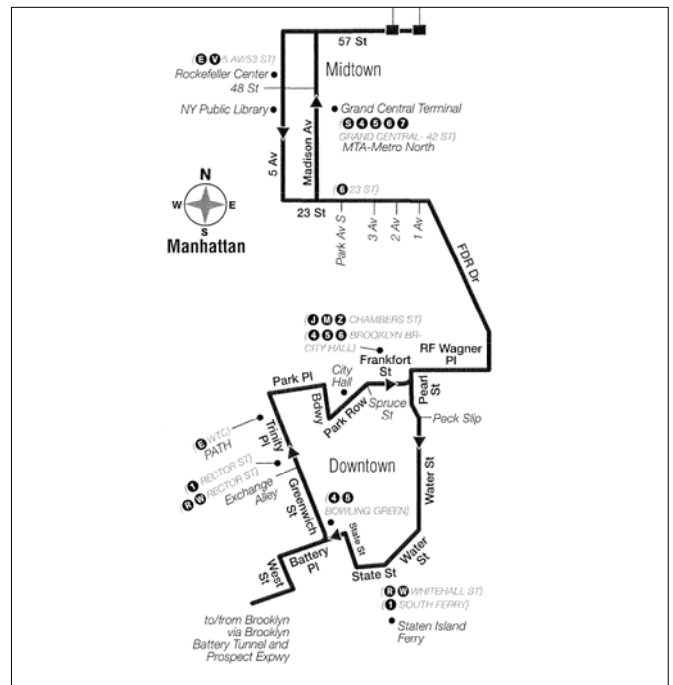 57 St
(E V 5 AV/53 ST)
Rockefeller Center
Midtown
48 St
NY Public Library
Grand Central Terminal
(S 4 5 6 7
GRAND CENTRAL- 42 ST)
MTA-Metro North
5 Av
Madison Av
N
W E
S
Manhattan
(6 23 ST)
23 St
Park Av S
3 Av
2 Av
1 Av
FDR Dr
(J M Z CHAMBERS ST)
(4 5 6 BROOKLYN BR-
CITY HALL)
Frankfort
St
RF Wagner
Pl
City
Hall
Park Pl
Bdwy
Park Row
Spruce
St
Pearl
St
Peck Slip
(E WTC)
PATH
Trinity
Pl
Downtown
(1 RECTOR ST)
(R W RECTOR ST)
Exchange
Alley
Greenwich
St
Water St
(4 5
BOWLING GREEN)
State St
Battery
Pl
West
St
State St
Water
St
(R W WHITEHALL ST)
(1 SOUTH FERRY)
Staten Island
Ferry
to/from Brooklyn
via Brooklyn
Battery Tunnel and
Prospect Expwy